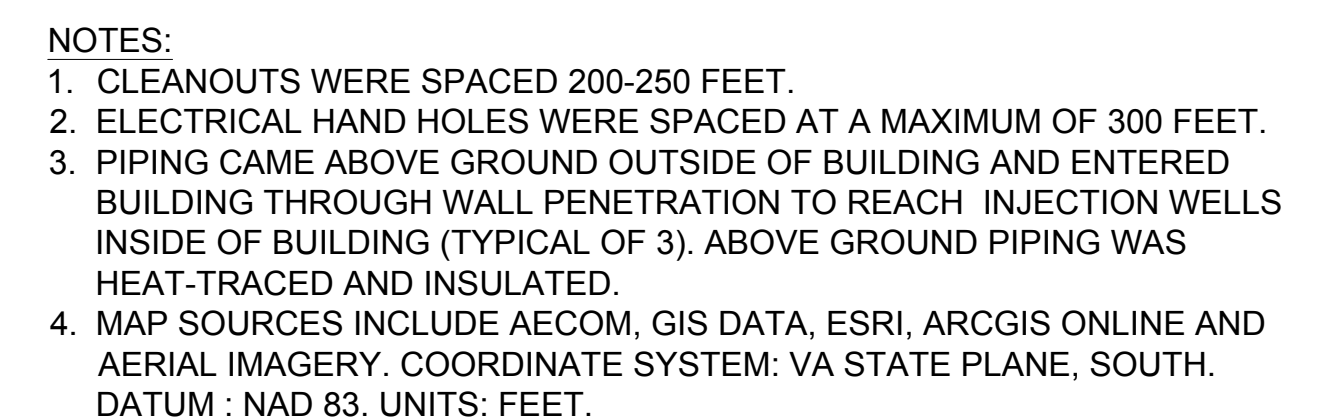 NOTES:
1. CLEANOUTS WERE SPACED 200-250 FEET.
2. ELECTRICAL HAND HOLES WERE SPACED AT A MAXIMUM OF 300 FEET.
3. PIPING CAME ABOVE GROUND OUTSIDE OF BUILDING AND ENTERED
BUILDING THROUGH WALL PENETRATION TO REACH INJECTION WELLS
INSIDE OF BUILDING (TYPICAL OF 3). ABOVE GROUND PIPING WAS
HEAT-TRACED AND INSULATED.
4. MAP SOURCES INCLUDE AECOM, GIS DATA, ESRI, ARCGIS ONLINE AND
AERIAL IMAGERY. COORDINATE SYSTEM: VA STATE PLANE, SOUTH.
DATUM : NAD 83. UNITS: FEET.